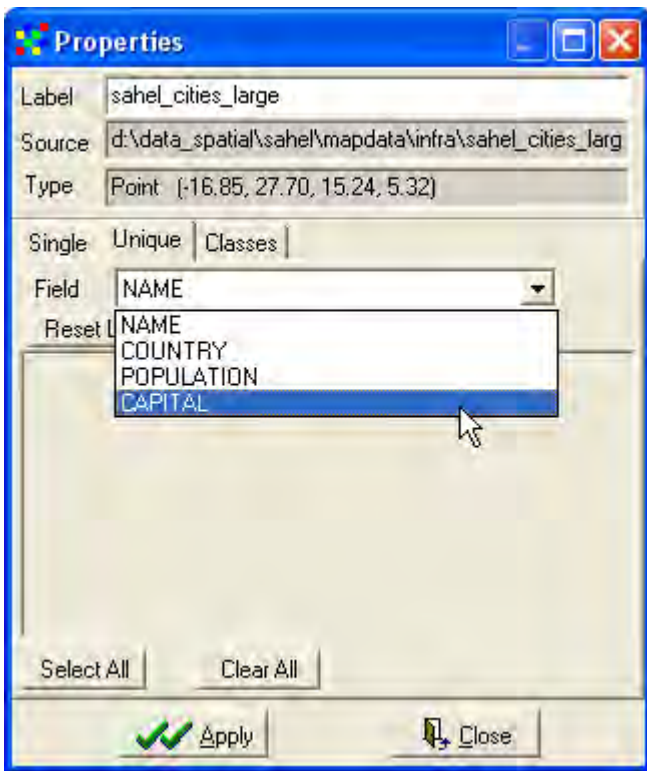 Properties
Label sahel_cities_large
Source d:\data_spatial\sahel\mapdata\infra\sahel_cities_larg
Type Point (-16.85, 27.70, 15.24, 5.32)
Single Unique Classes
Field NAME
Reset L
NAME
COUNTRY
POPULATION
CAPITAL
Select All Clear All
Apply Close